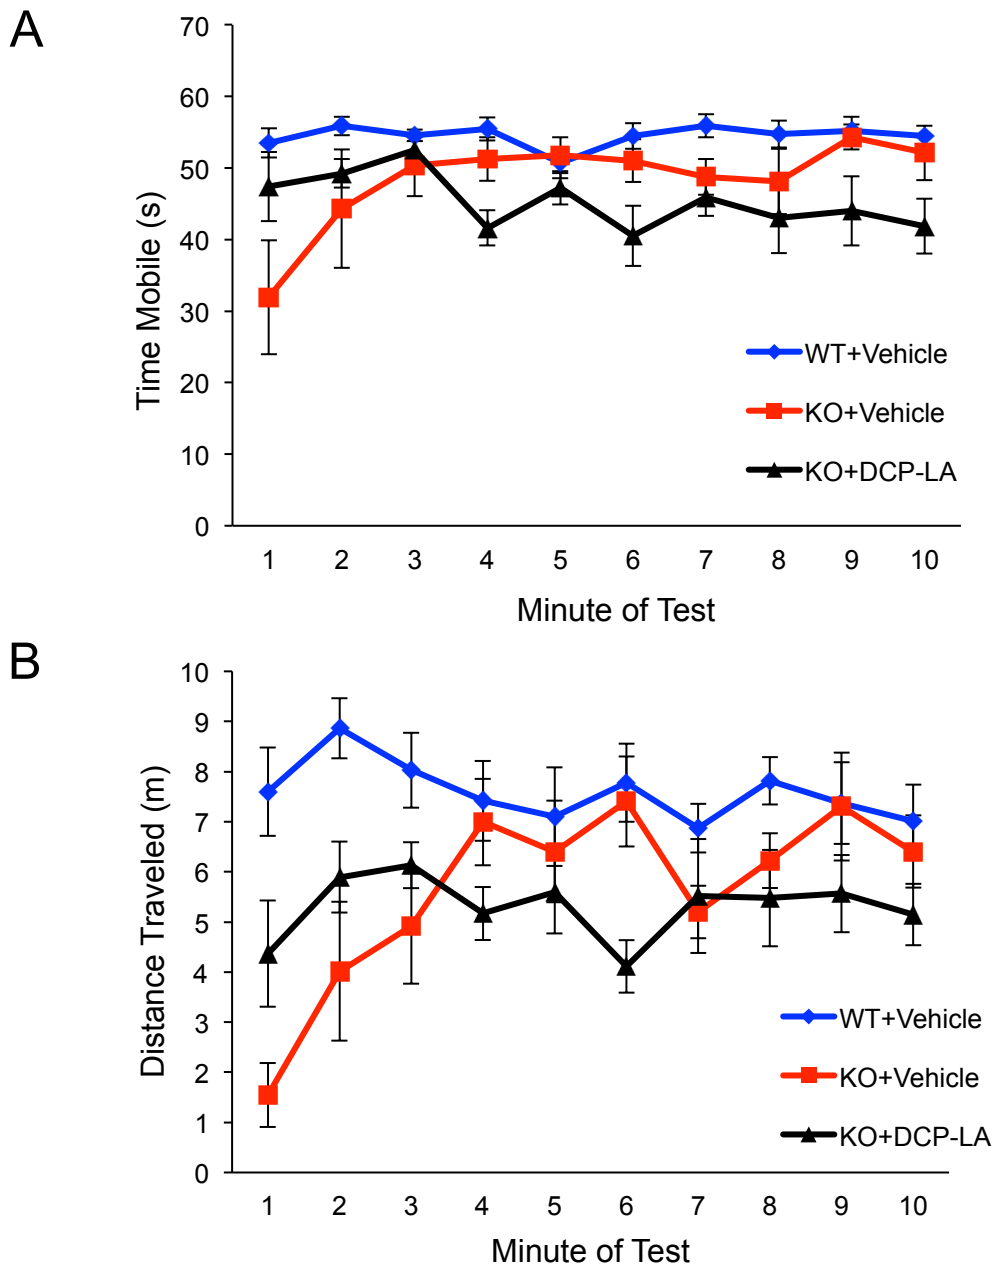 A
70
60
50
40
30
20
10
0
Time Mobile (s)
WT+Vehicle
KO+Vehicle
KO+DCP-LA
1 2 3 4 5 6 7 8 9 10
Minute of Test
B
10
9
8
7
6
5
4
3
2
1
0
Distance Traveled (m)
WT+Vehicle
KO+Vehicle
KO+DCP-LA
1 2 3 4 5 6 7 8 9 10
Minute of Test